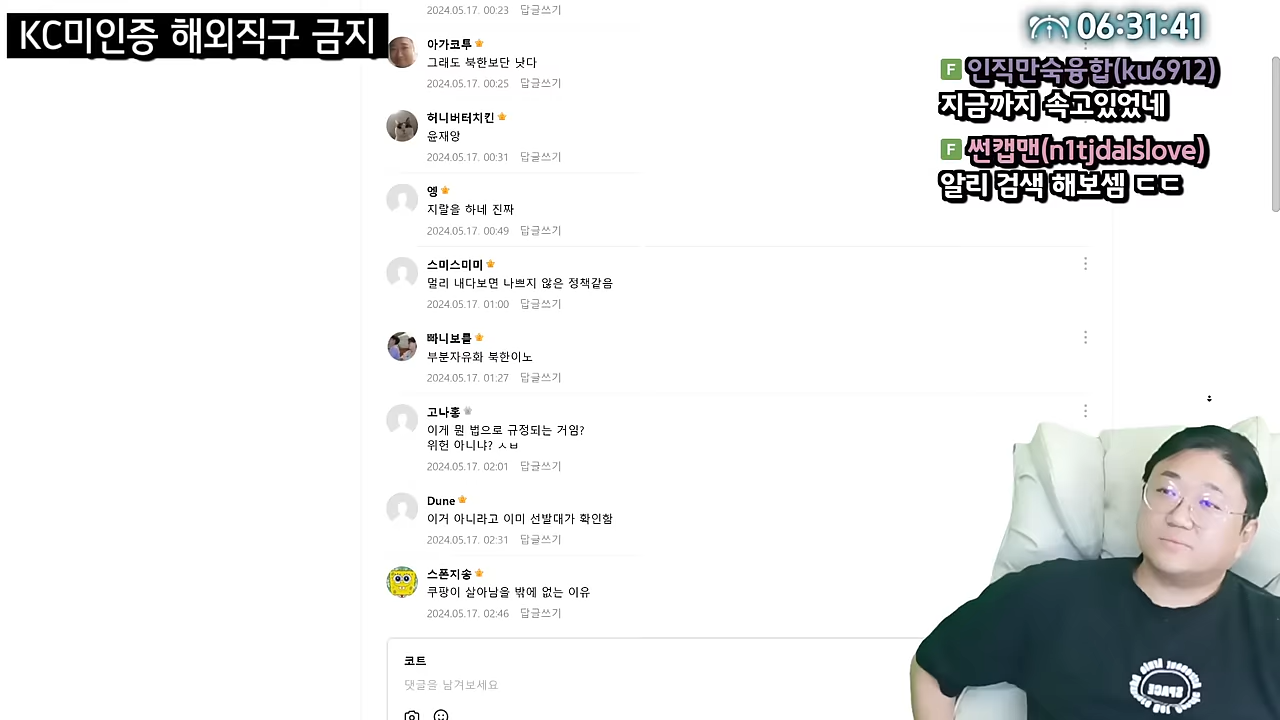 KC미인증 해외직구 금지
06:31:41
2024.05.17. 00:23 답글쓰기
아가코투
그래도 북한보단 낫다
2024.05.17. 00:25 답글쓰기
허니버터치킨
윤재앙
2024.05.17. 00:31 답글쓰기
엥
지랄을 하네 진짜
2024.05.17. 00:49 답글쓰기
스미스미미
멀리 내다보면 나쁘지 않은 정책같음
2024.05.17. 01:00 답글쓰기
빠니보틀
부분자유화 북한이노
2024.05.17. 01:27 답글쓰기
고나홍
이게 뭔 법으로 규정되는 거임?
위헌 아니냐? ㅅㅂ
2024.05.17. 02:01 답글쓰기
Dune
이거 아니라고 이미 선발대가 확인함
2024.05.17. 02:31 답글쓰기
스폰지송
쿠팡이 살아남을 밖에 없는 이유
2024.05.17. 02:46 답글쓰기
코트
댓글을 남겨보세요
F 인직만숙융합(ku6912)
지금까지 속고있었네
F 썬캡맨(n1tjdalslove)
알리 검색 해보셈 ㄷㄷ